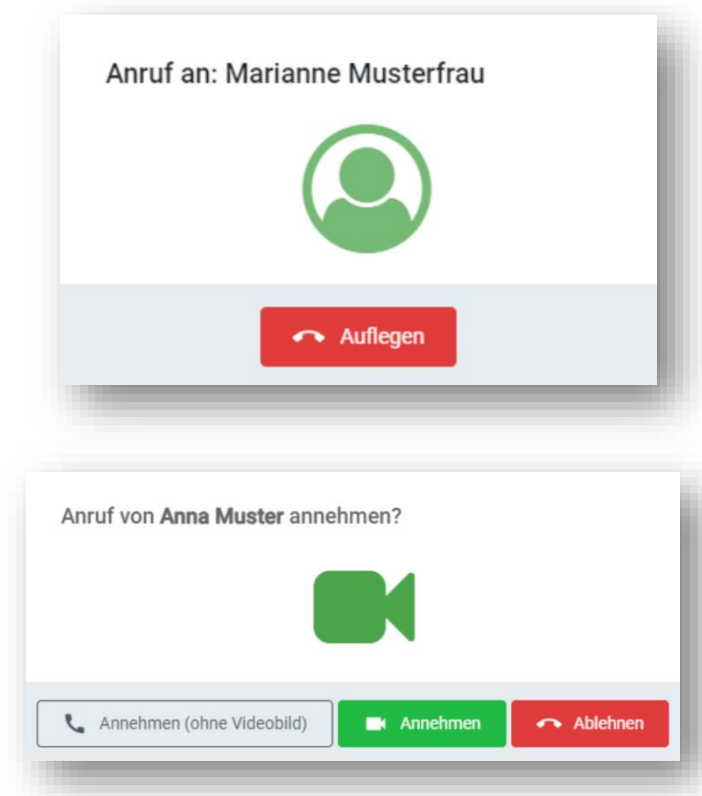 Anruf an: Marianne Musterfrau
Auflegen
Anruf von Anna Muster annehmen?
Annehmen (ohne Videobild) Annehmen Ablehnen